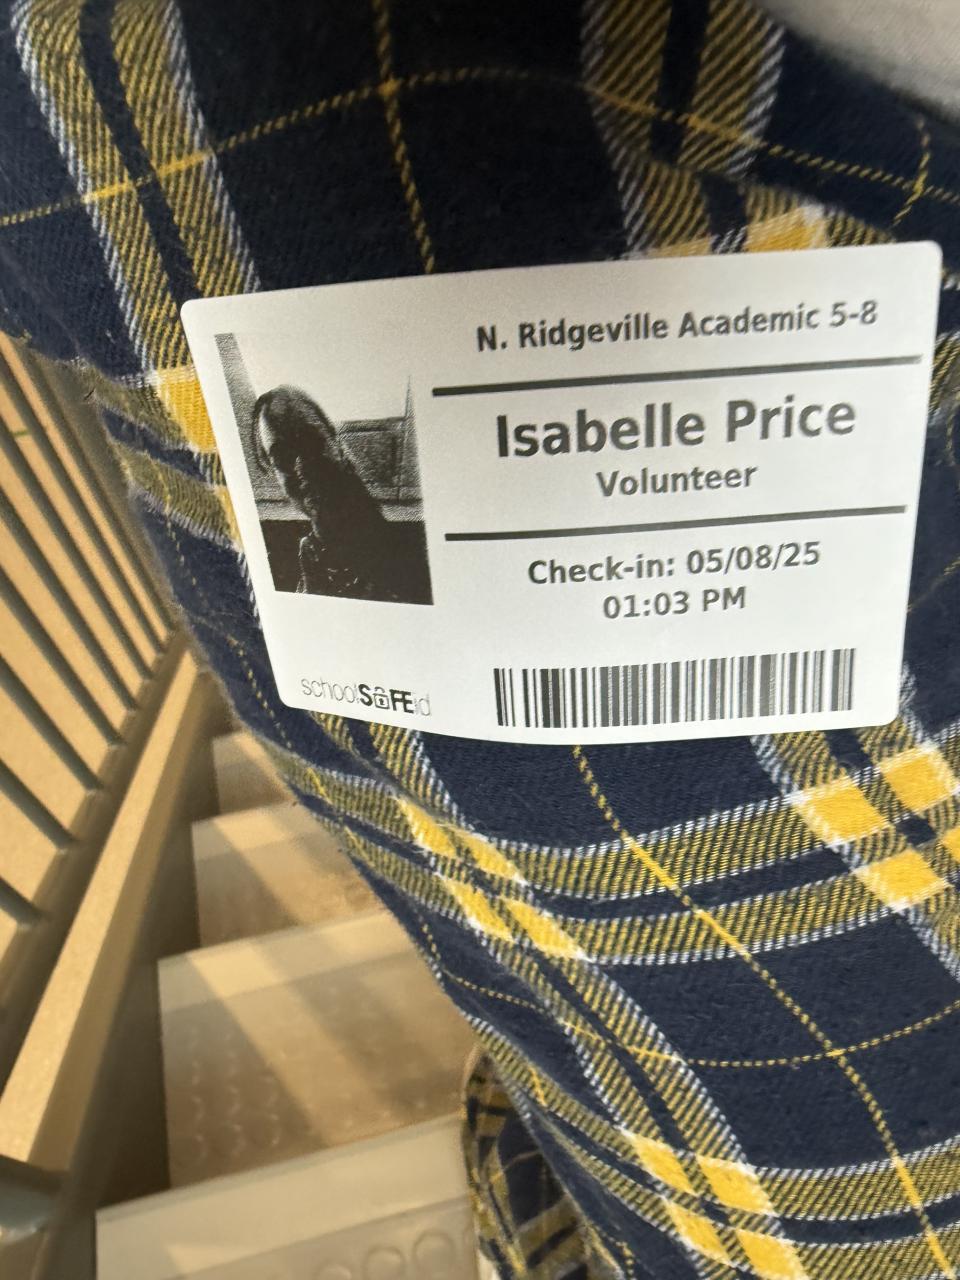 N. Ridgeville Academic 5-8
Isabelle Price
Volunteer
Check-in: 05/08/25
01:03 PM
schoolSAFEid